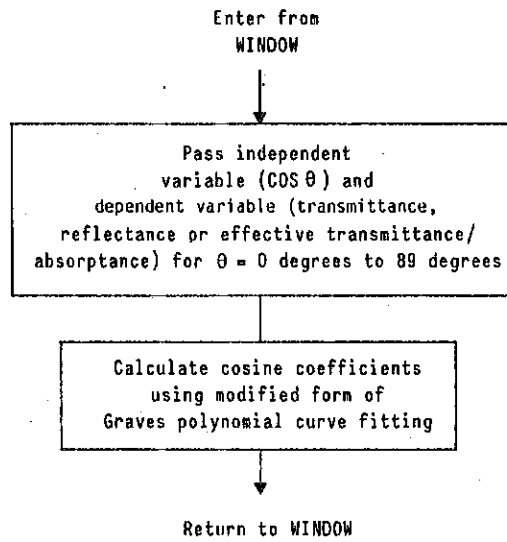 Enter from
WINDOW
Pass independent
variable (COS θ) and
dependent variable (transmittance,
reflectance or effective transmittance/
absorptance) for θ = 0 degrees to 89 degrees
Calculate cosine coefficients
using modified form of
Graves polynomial curve fitting
Return to WINDOW